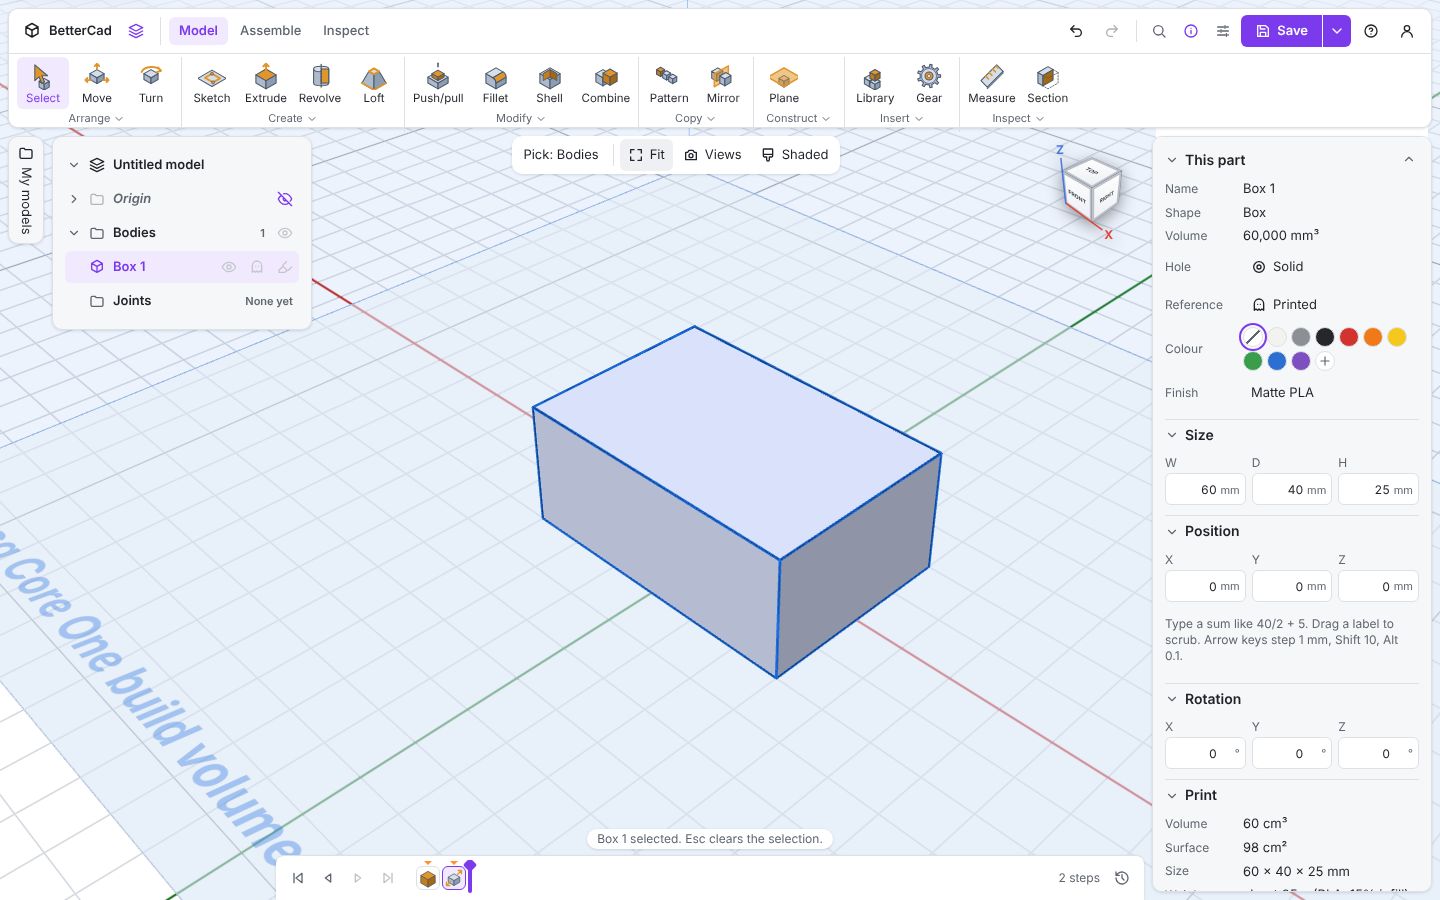 BetterCad
Model
Assemble
Inspect
Save
Select
Move
Turn
Sketch
Extrude
Revolve
Loft
Push/pull
Fillet
Shell
Combine
Pattern
Mirror
Plane
Library
Gear
Measure
Section
Arrange
Create
Modify
Copy
Construct
Insert
Inspect
My models
Untitled model
Origin
Bodies 1
Box 1
Joints None yet
Pick: Bodies
Fit
Views
Shaded
Z
TOP
FRONT
RIGHT
X
This part
Name Box 1
Shape Box
Volume 60,000 mm³
Hole Solid
Reference Printed
Colour
Finish Matte PLA
Size
W D H
60 mm 40 mm 25 mm
Position
X Y Z
0 mm 0 mm 0 mm
Type a sum like 40/2 + 5. Drag a label to
scrub. Arrow keys step 1 mm, Shift 10, Alt
0.1.
Rotation
X Y Z
0 ° 0 ° 0 °
Print
Volume 60 cm³
Surface 98 cm²
Size 60 × 40 × 25 mm
Core One build volume
Box 1 selected. Esc clears the selection.
2 steps